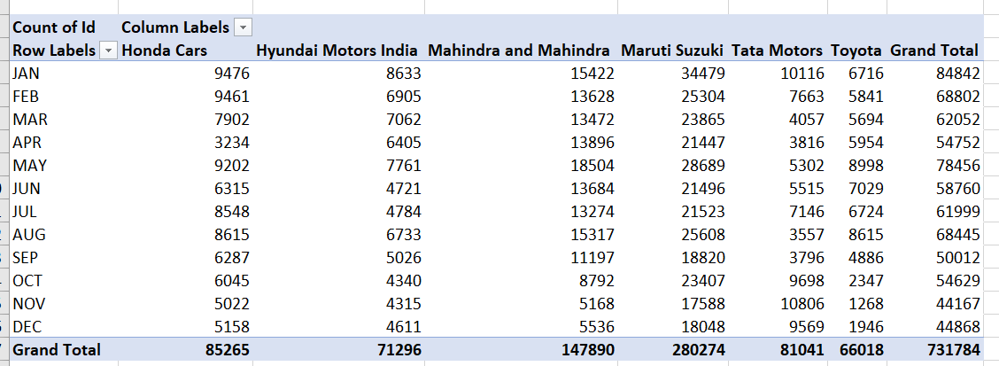 Count of Id Column Labels
Row Labels Honda Cars Hyundai Motors India Mahindra and Mahindra Maruti Suzuki Tata Motors Toyota Grand Total
JAN 9476 8633 15422 34479 10116 6716 84842
FEB 9461 6905 13628 25304 7663 5841 68802
MAR 7902 7062 13472 23865 4057 5694 62052
APR 3234 6405 13896 21447 3816 5954 54752
MAY 9202 7761 18504 28689 5302 8998 78456
JUN 6315 4721 13684 21496 5515 7029 58760
JUL 8548 4784 13274 21523 7146 6724 61999
AUG 8615 6733 15317 25608 3557 8615 68445
SEP 6287 5026 11197 18820 3796 4886 50012
OCT 6045 4340 8792 23407 9698 2347 54629
NOV 5022 4315 5168 17588 10806 1268 44167
DEC 5158 4611 5536 18048 9569 1946 44868
Grand Total 85265 71296 147890 280274 81041 66018 731784